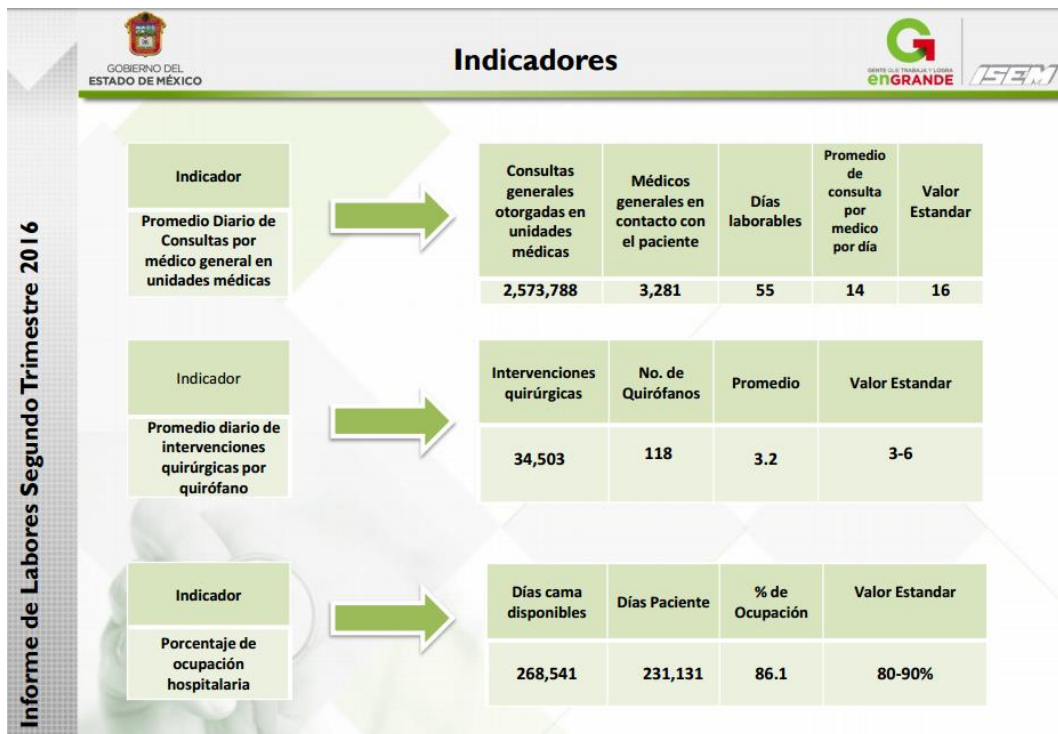 GOBIERNO DEL
ESTADO DE MÉXICO
Indicadores
GENTE QUE TRABAJA Y LOGRA
enGRANDE
ISEM
Informe de Labores Segundo Trimestre 2016
Indicador
Promedio Diario de
Consultas por
médico general en
unidades médicas
Consultas
generales
otorgadas en
unidades
médicas
Médicos
generales en
contacto con
el paciente
Días
laborables
Promedio
de
consulta
por
medico
por día
Valor
Estandar
2,573,788 3,281 55 14 16
Indicador
Promedio diario de
intervenciones
quirúrgicas por
quirófano
Intervenciones
quirúrgicas
No. de
Quirófanos
Promedio
Valor Estandar
34,503 118 3.2 3-6
Indicador
Porcentaje de
ocupación
hospitalaria
Días cama
disponibles
Días Paciente
% de
Ocupación
Valor Estandar
268,541 231,131 86.1 80-90%